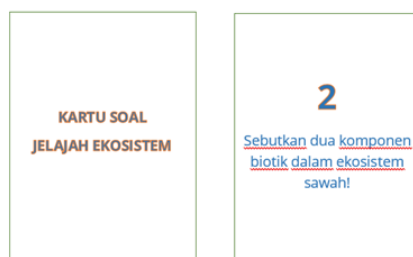 KARTU SOAL
JELAJAH EKOSISTEM
2
Sebutkan dua komponen
biotik dalam ekosistem
sawah!